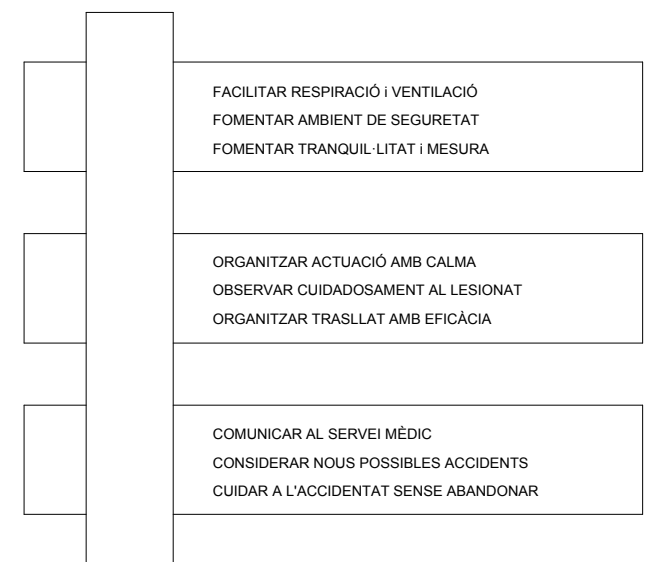 FACILITAR RESPIRACIÓ i VENTILACIÓ
FOMENTAR AMBIENT DE SEGURETAT
FOMENTAR TRANQUIL·LITAT i MESURA
ORGANITZAR ACTUACIÓ AMB CALMA
OBSERVAR CUIDADOSAMENT AL LESIONAT
ORGANITZAR TRASLLAT AMB EFICÀCIA
COMUNICAR AL SERVEI MÈDIC
CONSIDERAR NOUS POSSIBLES ACCIDENTS
CUIDAR A L'ACCIDENTAT SENSE ABANDONAR